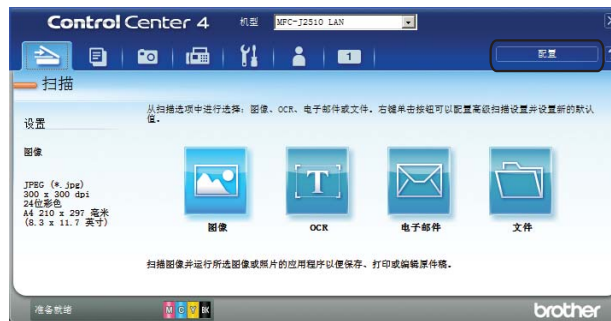 Control Center 4 机型 MFC-J2510 LAN
1 配置
扫描
从扫描选项中进行选择: 图像、OCR、电子邮件或文件。右键单击按钮可以配置高级扫描设置并设置新的默认
值。
设置
图像
JPEG (*.jpg)
300 x 300 dpi
24位彩色
A4 210 x 297 毫米
(8.3 x 11.7 英寸)
T
图像 OCR 电子邮件 文件
扫描图像并运行所选图像或照片的应用程序以便保存、打印或编辑原件稿。
准备就绪 M C Y BK brother